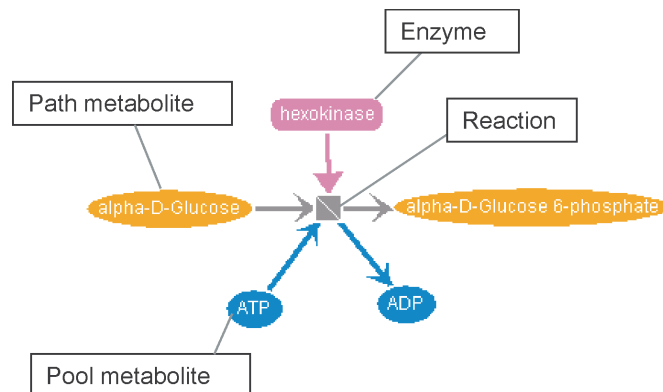 Enzyme
Path metabolite
hexokinase
Reaction
alpha-D-Glucose
alpha-D-Glucose 6-phosphate
ATP
ADP
Pool metabolite